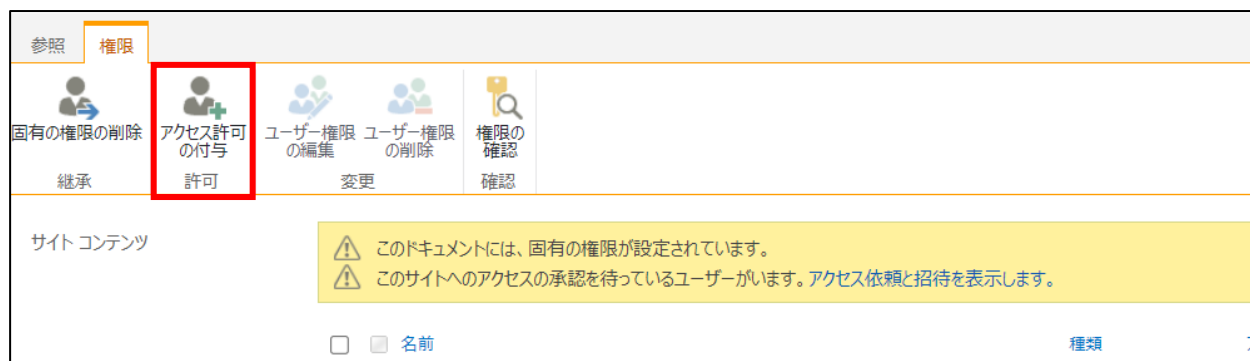 参照 権限
固有の権限の削除 アクセス許可 ユーザー権限 ユーザー権限 権限の
の付与 の編集 の削除 確認
継承 許可 変更 確認
サイト コンテンツ
このドキュメントには、固有の権限が設定されています。
このサイトへのアクセスの承認を待っているユーザーがいます。アクセス依頼と招待を表示します。
名前 種類